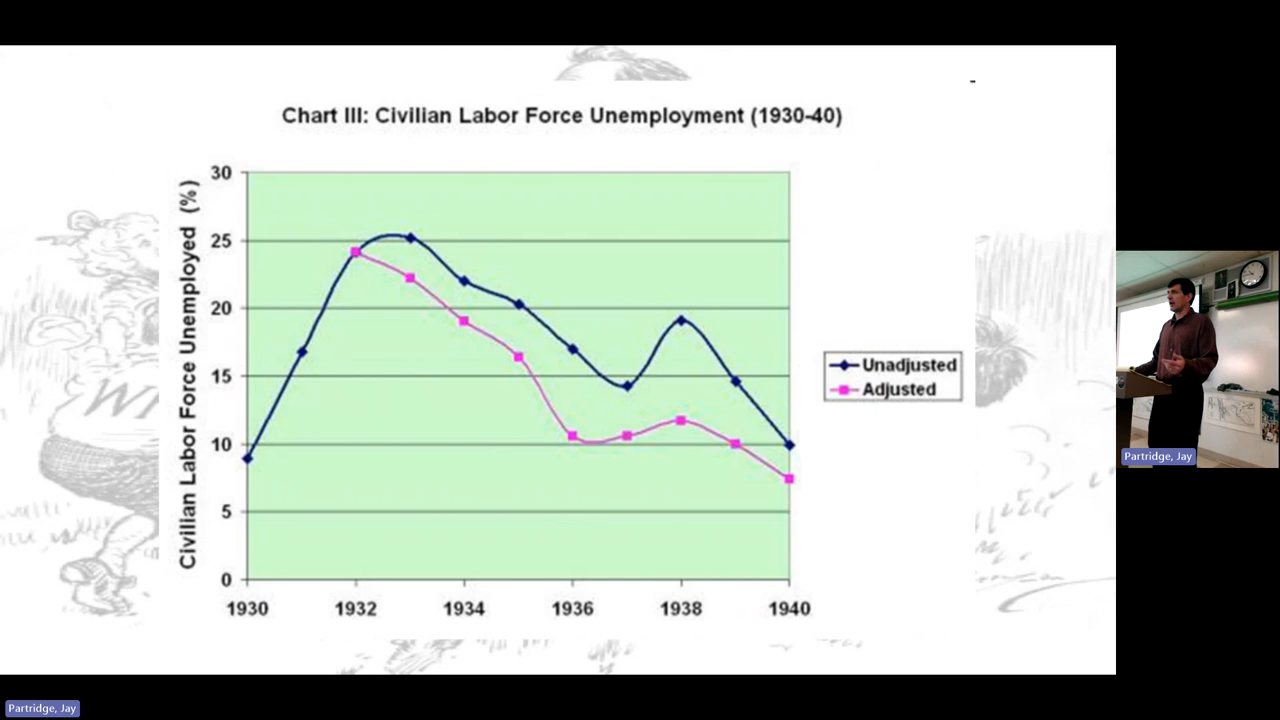 Chart III: Civilian Labor Force Unemployment (1930-40)
Civilian Labor Force Unemployed (%)
30
25
20
15
10
5
0
1930 1932 1934 1936 1938 1940
Unadjusted
Adjusted
Partridge, Jay
Partridge, Jay